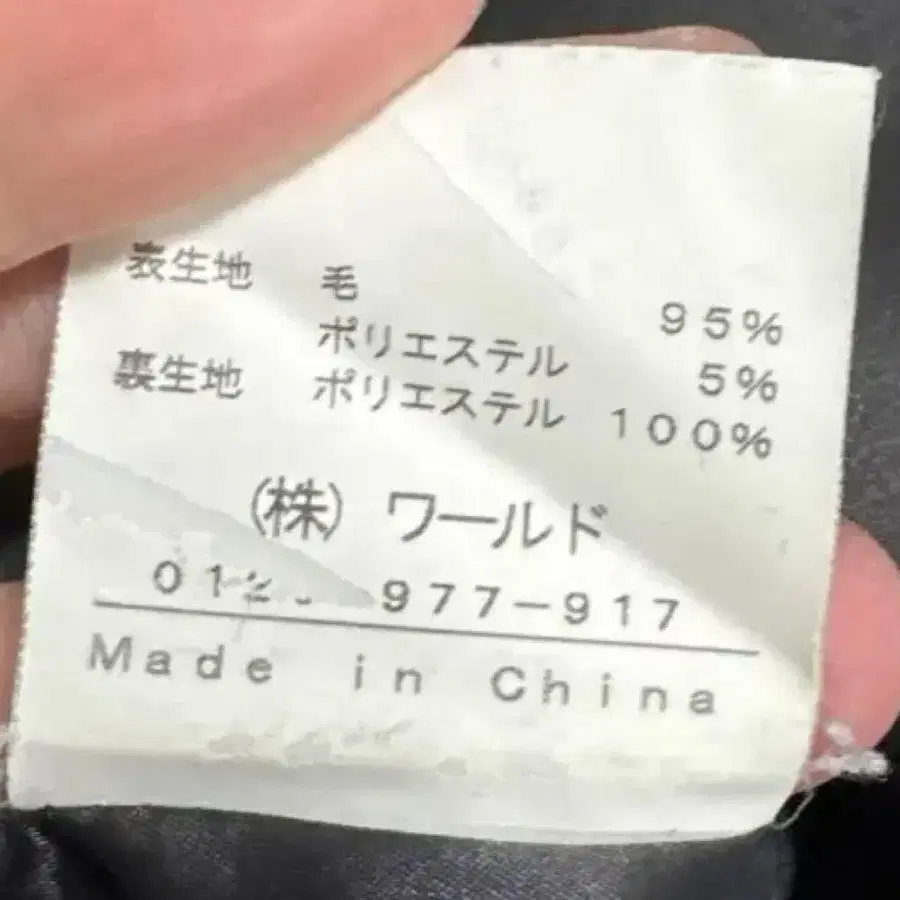 表生地 毛 95%
ポリエステル 5%
裏生地 ポリエステル 100%
(株) ワールド
977-917
Made in China